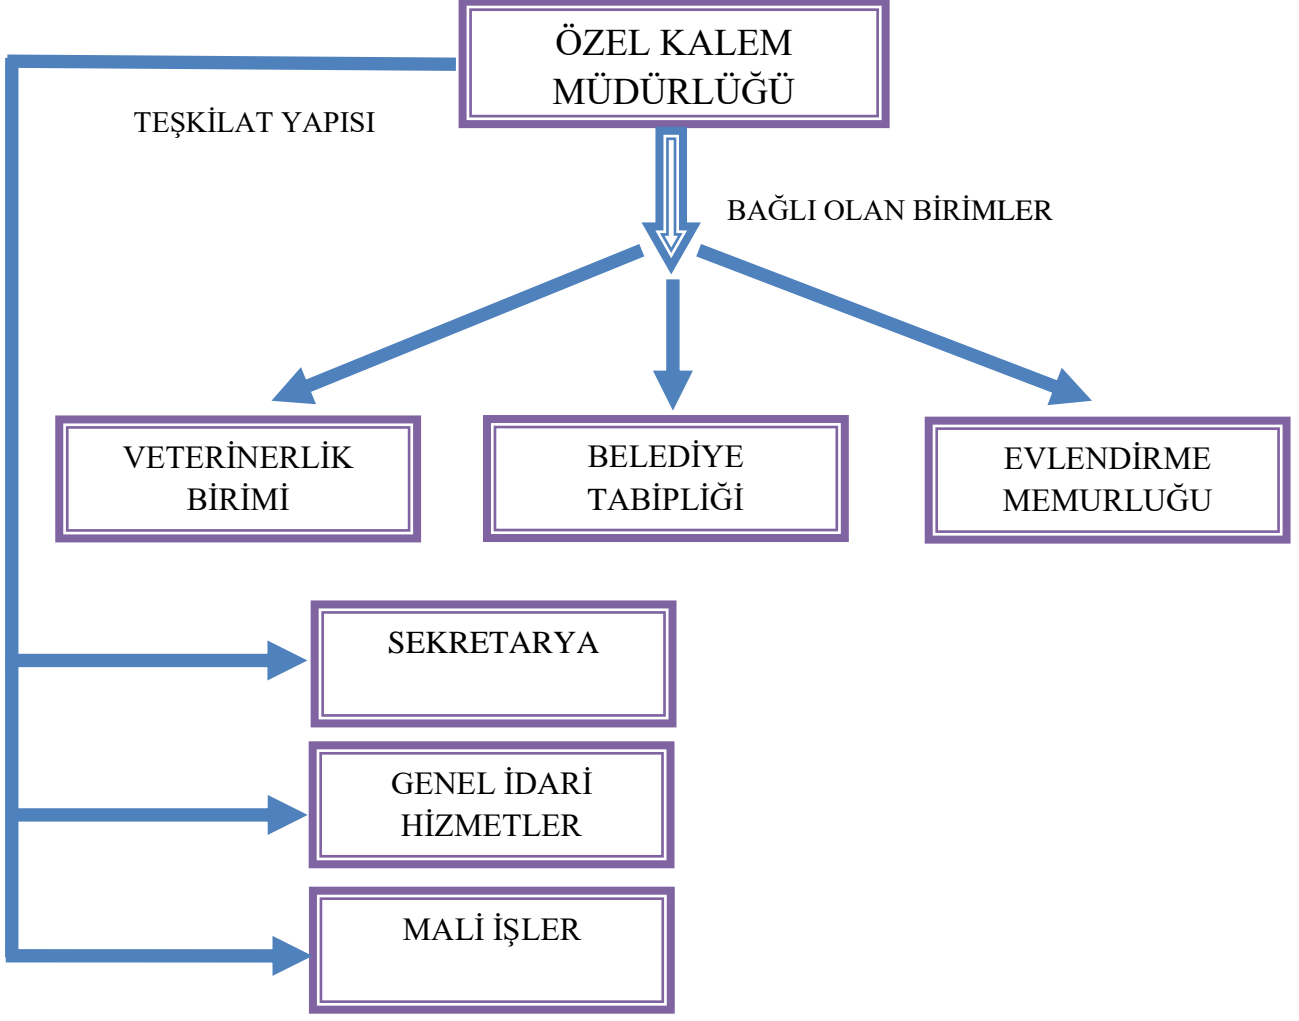 ÖZEL KALEM
MÜDÜRLÜĞÜ
TEŞKİLAT YAPISI
BAĞLI OLAN BİRİMLER
VETERİNERLİK
BİRİMİ
BELEDİYE
TABİPLİĞİ
EVLENDİRME
MEMURLUĞU
SEKRETARYA
GENEL İDARİ
HİZMETLER
MALİ İŞLER